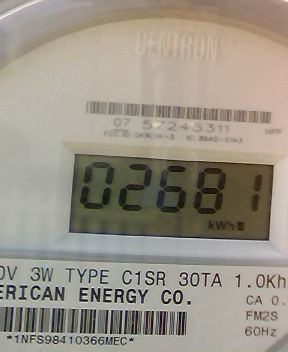 CENTRON
07 57245311
HPP
02681
kWh
0V 3W TYPE C1SR 30TA 1.0Kh
ERICAN ENERGY CO.
CA 0.
FM2S
60Hz
*1NFS98410366MEC*